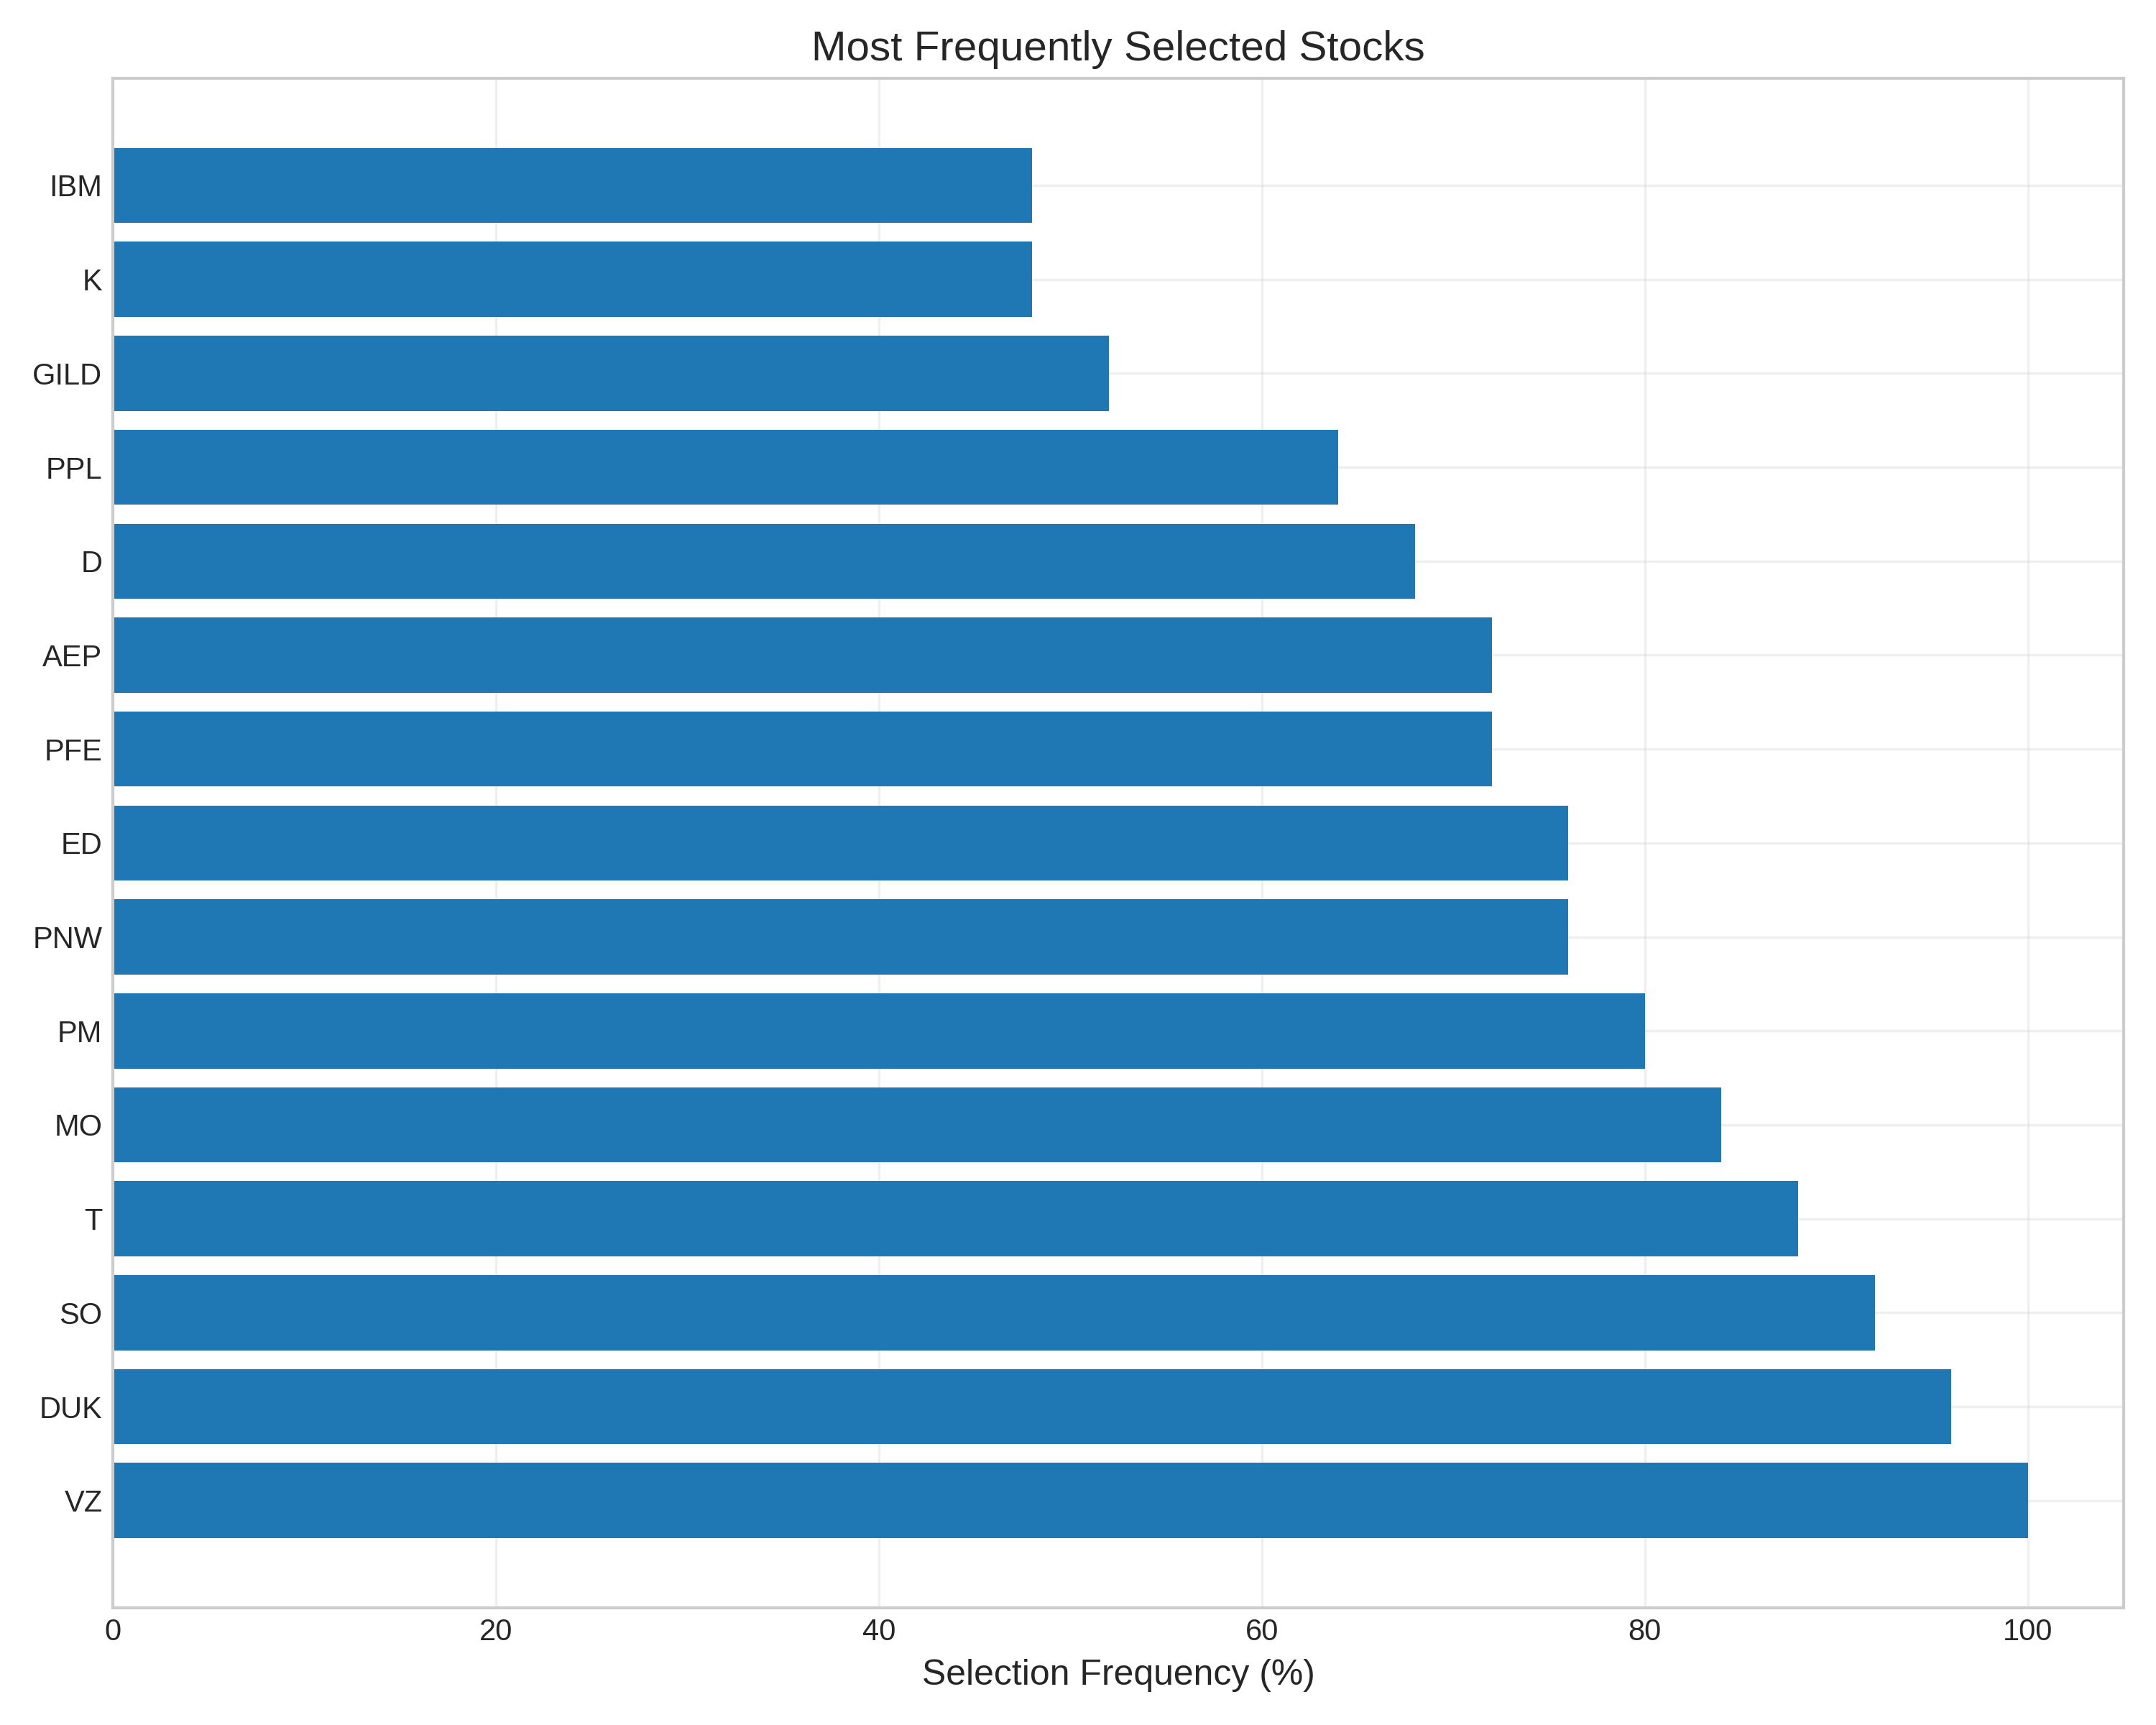 Most Frequently Selected Stocks
IBM
K
GILD
PPL
D
AEP
PFE
ED
PNW
PM
MO
T
SO
DUK
VZ
0 20 40 60 80 100
Selection Frequency (%)